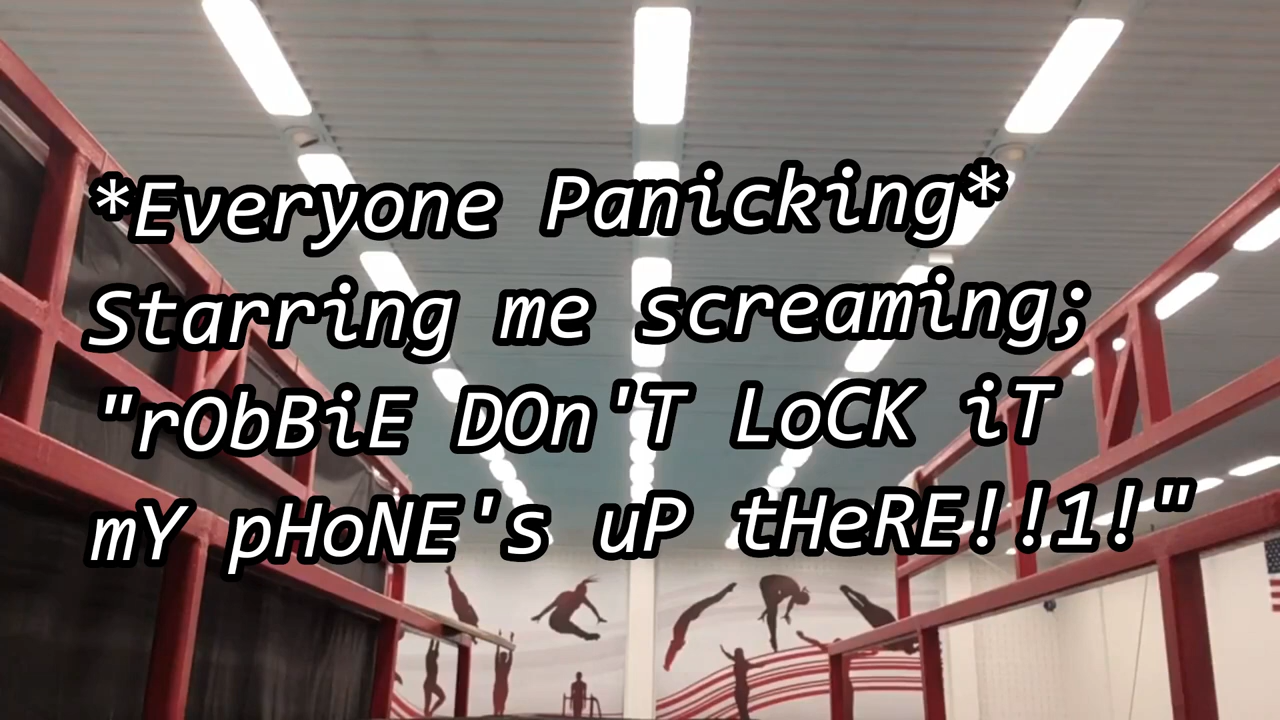 *Everyone Panicking*
Starring me screaming;
"rObBiE DOn'T LoCK iT
mY pHoNE's uP tHeRE!!1!"